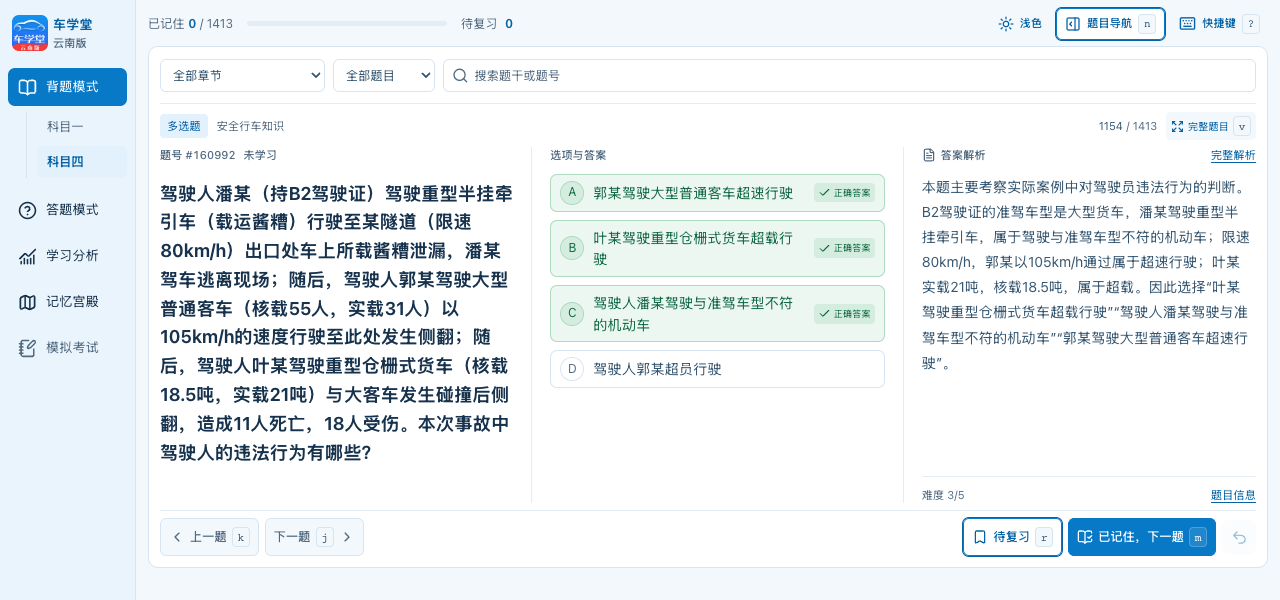 车学堂
云南版
车学堂
云南版
背题模式
科目一
科目四
答题模式
学习分析
记忆宫殿
模拟考试
已记住 0 / 1413
待复习 0
浅色
题目导航 n
快捷键 ?
全部章节
全部题目
搜索题干或题号
多选题 安全行车知识
1154 / 1413
完整题目 v
题号 #160992 未学习
驾驶人潘某（持B2驾驶证）驾驶重型半挂牵
引车（载运酱糟）行驶至某隧道（限速
80km/h）出口处车上所载酱糟泄漏，潘某
驾车逃离现场；随后，驾驶人郭某驾驶大型
普通客车（核载55人，实载31人）以
105km/h的速度行驶至此处发生侧翻；随
后，驾驶人叶某驾驶重型仓栅式货车（核载
18.5吨，实载21吨）与大客车发生碰撞后侧
翻，造成11人死亡，18人受伤。本次事故中
驾驶人的违法行为有哪些?
选项与答案
A 郭某驾驶大型普通客车超速行驶 正确答案
B 叶某驾驶重型仓栅式货车超载行
驶 正确答案
C 驾驶人潘某驾驶与准驾车型不符
的机动车 正确答案
D 驾驶人郭某超员行驶
答案解析
完整解析
本题主要考察实际案例中对驾驶员违法行为的判断。
B2驾驶证的准驾车型是大型货车，潘某驾驶重型半
挂牵引车，属于驾驶与准驾车型不符的机动车；限速
80km/h，郭某以105km/h通过属于超速行驶；叶某
实载21吨，核载18.5吨，属于超载。因此选择“叶某
驾驶重型仓栅式货车超载行驶”“驾驶人潘某驾驶与准
驾车型不符的机动车”“郭某驾驶大型普通客车超速行
驶”。
难度 3/5
题目信息
上一题 k
下一题 j
待复习 r
已记住，下一题 m